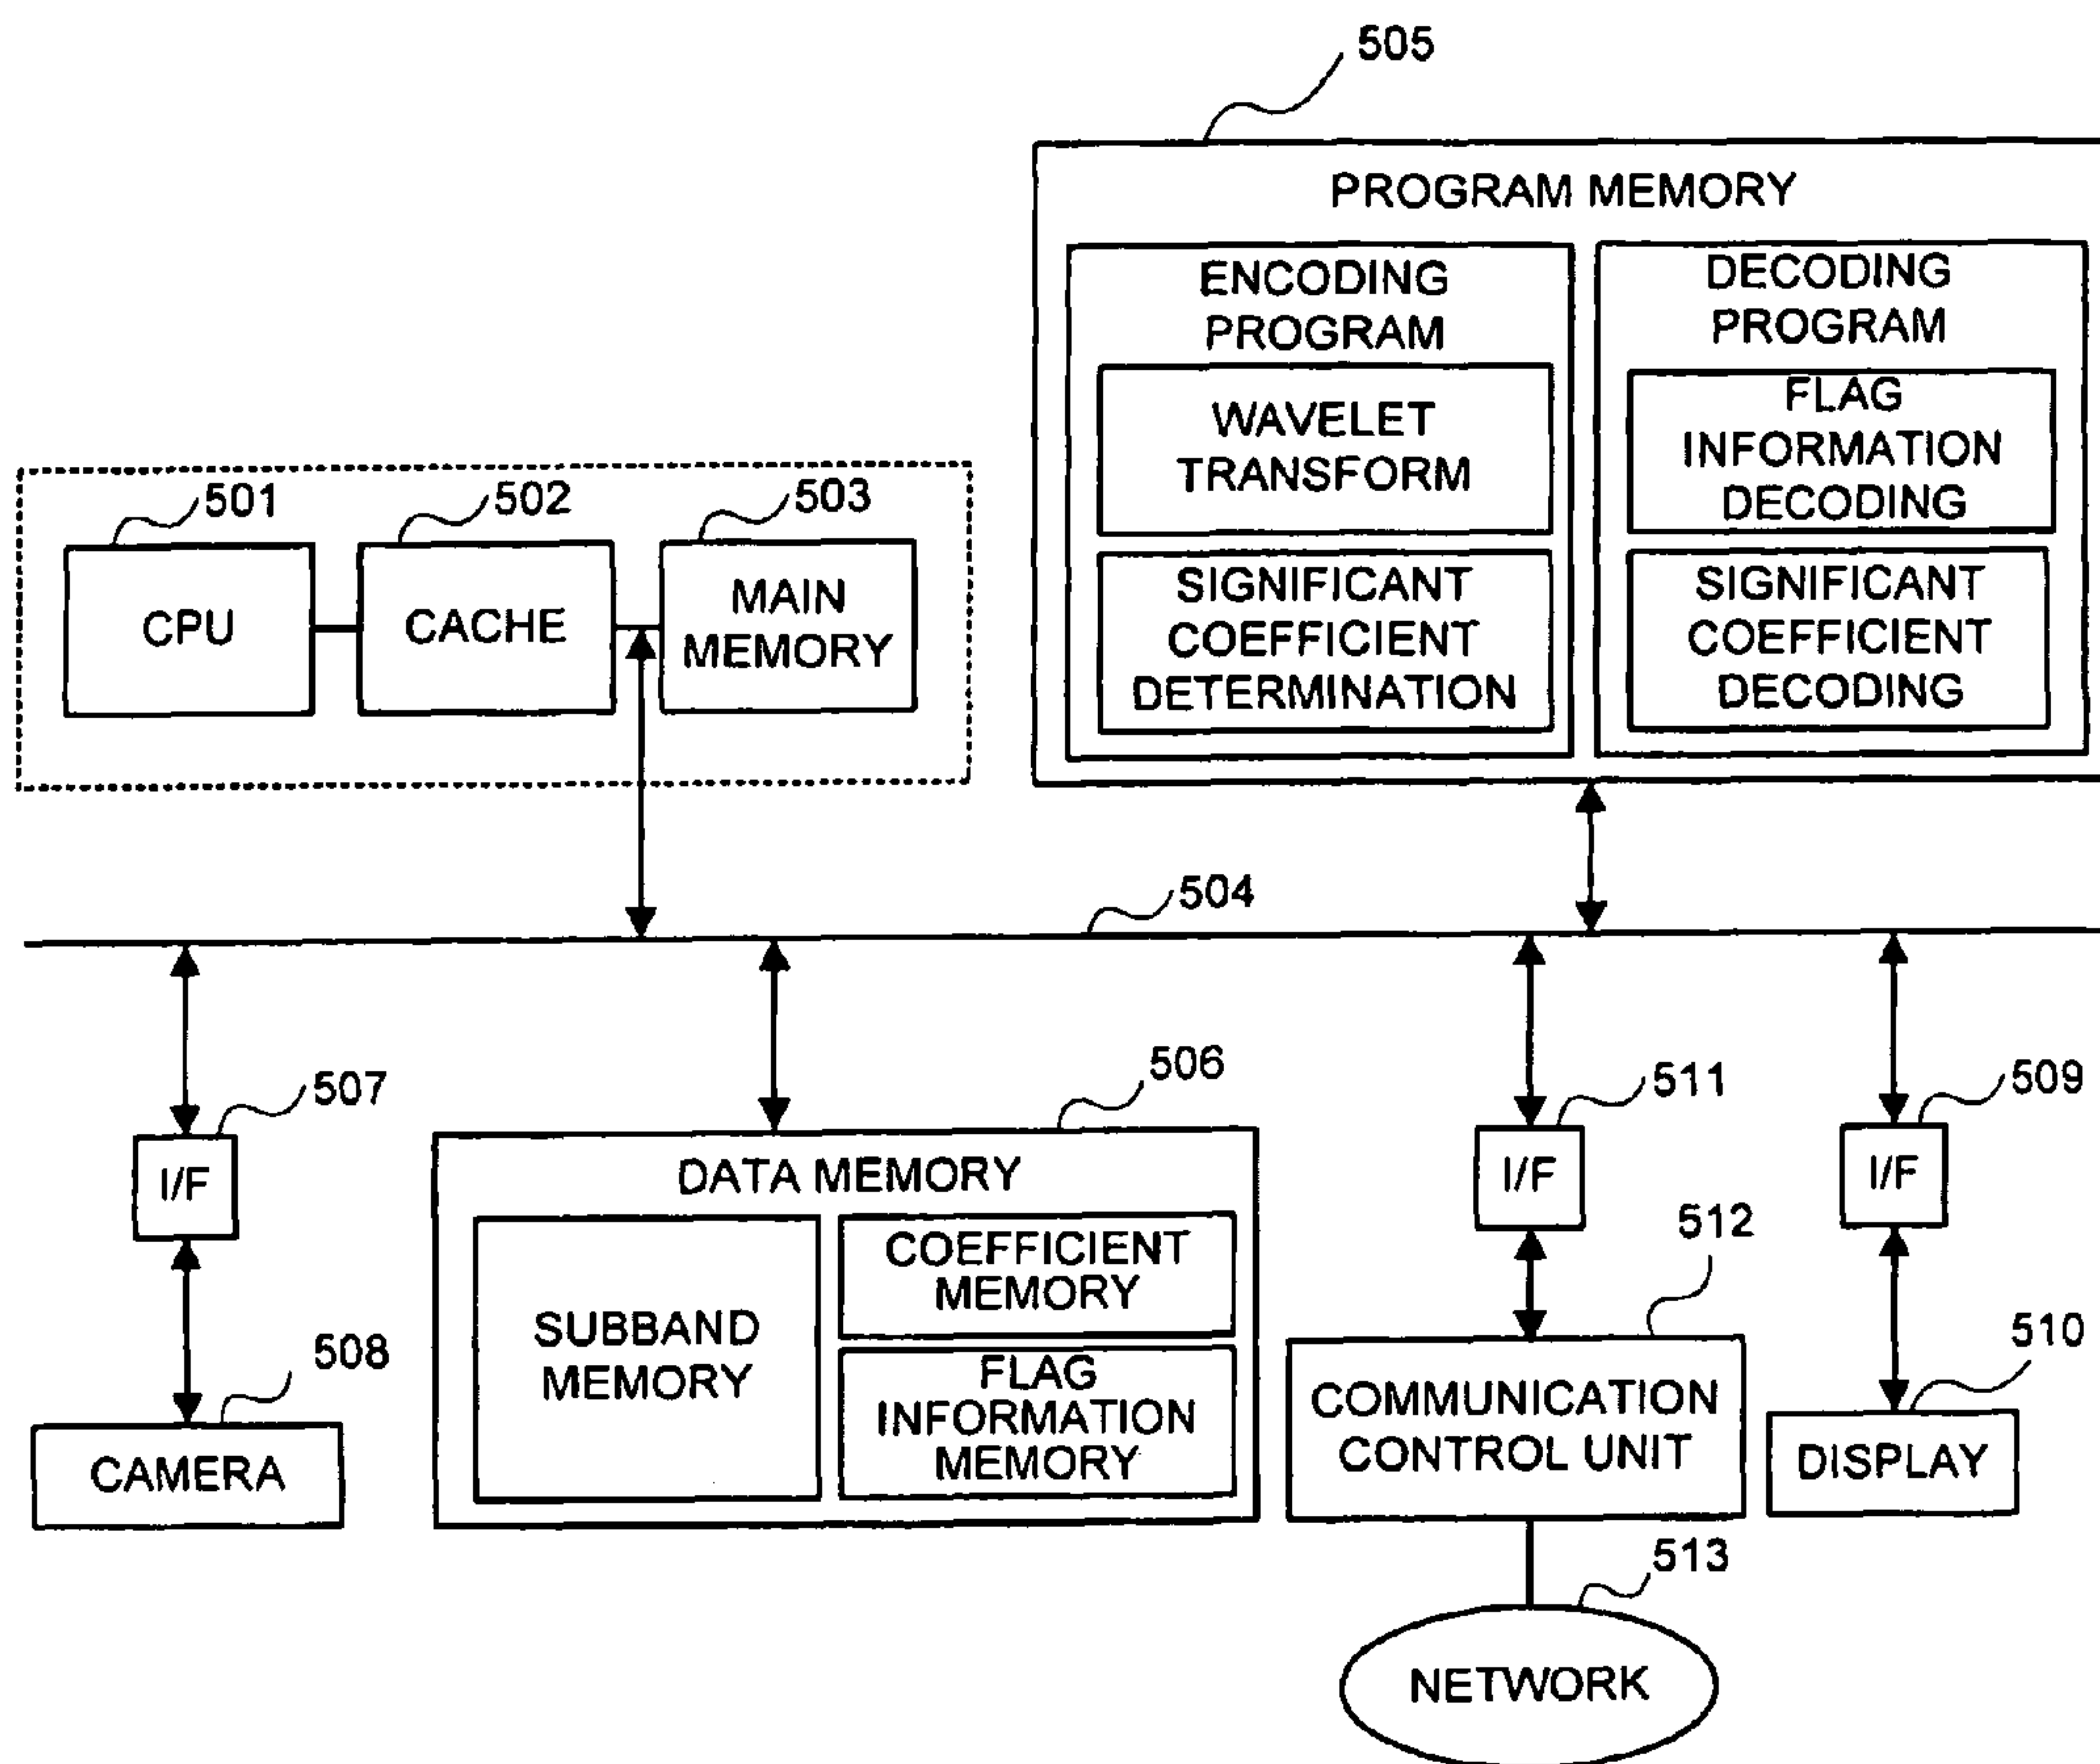 505
PROGRAM MEMORY
ENCODING
PROGRAM
WAVELET
TRANSFORM
SIGNIFICANT
COEFFICIENT
DETERMINATION
DECODING
PROGRAM
FLAG
INFORMATION
DECODING
SIGNIFICANT
COEFFICIENT
DECODING
501
502
503
CPU
CACHE
MAIN
MEMORY
504
507
I/F
508
CAMERA
506
DATA MEMORY
SUBBAND
MEMORY
COEFFICIENT
MEMORY
FLAG
INFORMATION
MEMORY
511
I/F
512
COMMUNICATION
CONTROL UNIT
513
NETWORK
509
I/F
510
DISPLAY